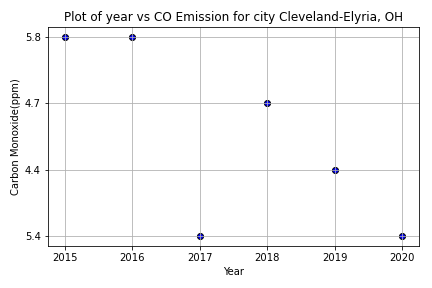 Plot of year vs CO Emission for city Cleveland-Elyria, OH
5.8
4.7
4.4
5.4
Carbon Monoxide(ppm)
2015 2016 2017 2018 2019 2020
Year